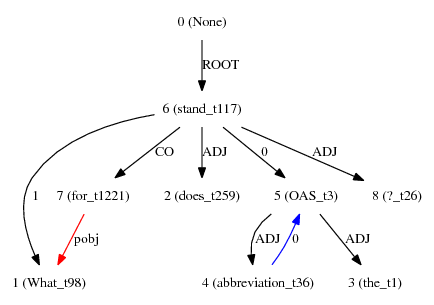 0 (None)
ROOT
6 (stand_t117)
1 CO ADJ 0 ADJ
7 (for_t1221) 2 (does_t259) 5 (OAS_t3) 8 (?_t26)
pobj ADJ 0 ADJ
1 (What_t98) 4 (abbreviation_t36) 3 (the_t1)